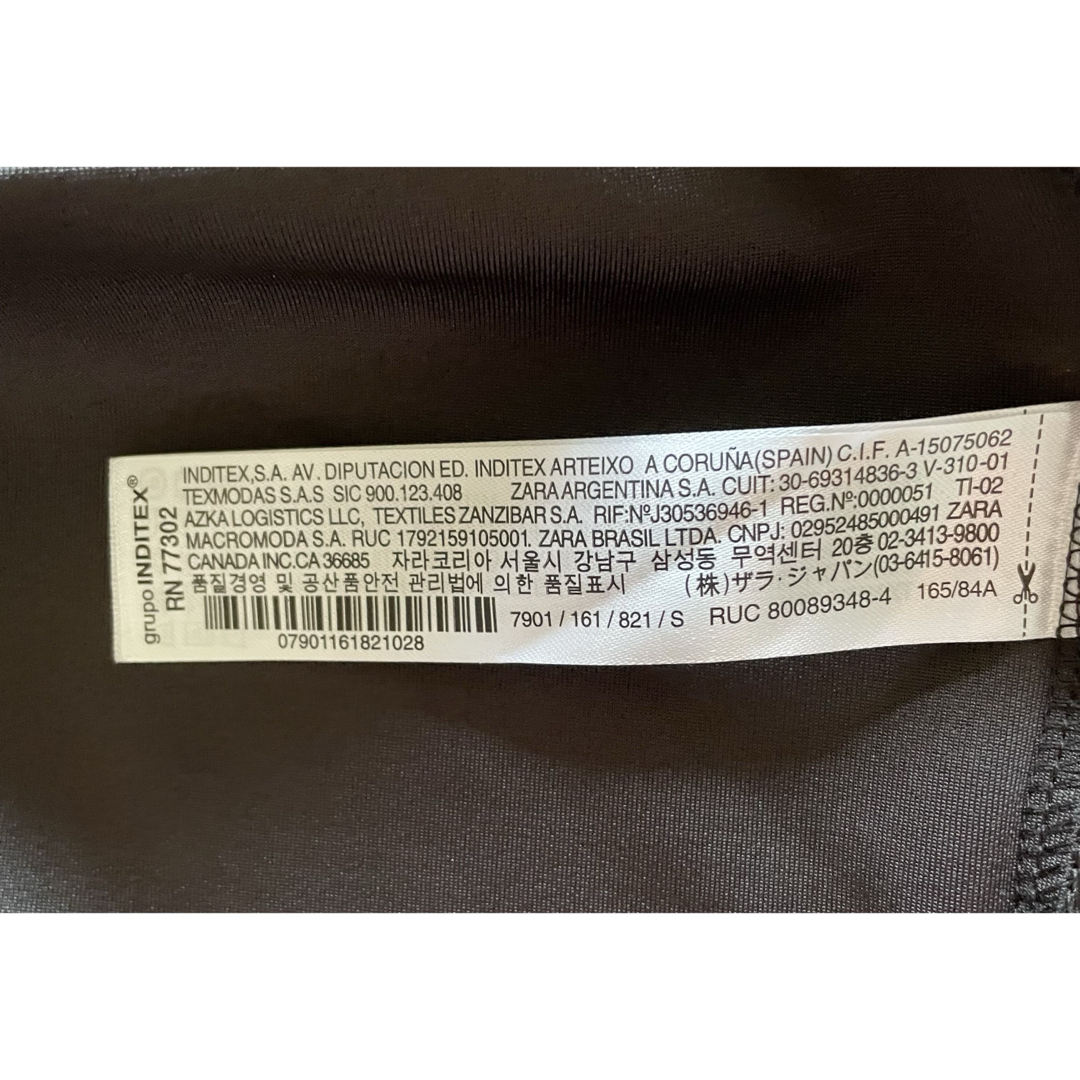 grupo INDITEX®
RN 77302
INDITEX,S.A. AV. DIPUTACION ED. INDITEX ARTEIXO A CORUÑA(SPAIN) C.I.F. A-15075062
TEXMODAS S.A.S SIC 900.123.408 ZARA ARGENTINA S.A. CUIT: 30-69314836-3 V-310-01
AZKA LOGISTICS LLC, TEXTILES ZANZIBAR S.A. RIF:NºJ30536946-1 REG.Nº:0000051 TI-02
MACROMODA S.A. RUC 1792159105001. ZARA BRASIL LTDA. CNPJ: 02952485000491 ZARA
CANADA INC.CA 36685 자라코리아 서울시 강남구 삼성동 무역센터 20층 02-3413-9800
품질경영 및 공산품안전 관리법에 의한 품질표시 (株)ザラ・ジャパン(03-6415-8061)
7901 / 161 / 821 / S RUC 80089348-4 165/84A
07901161821028